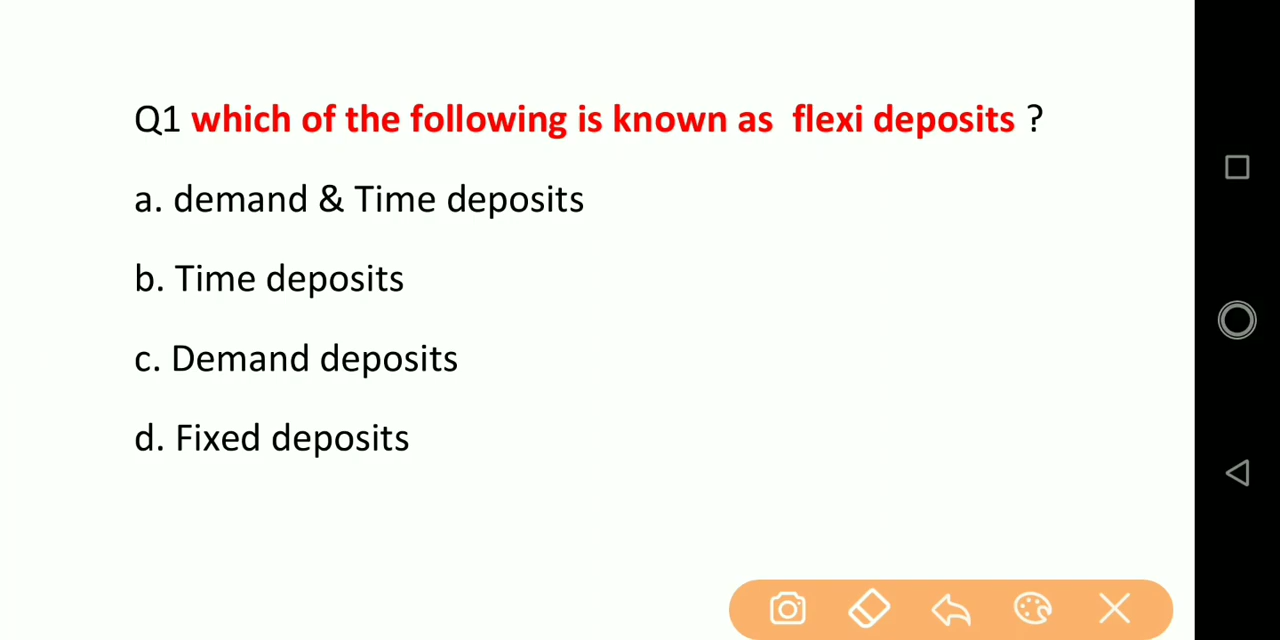 Q1 which of the following is known as flexi deposits ?
a. demand & Time deposits
b. Time deposits
c. Demand deposits
d. Fixed deposits